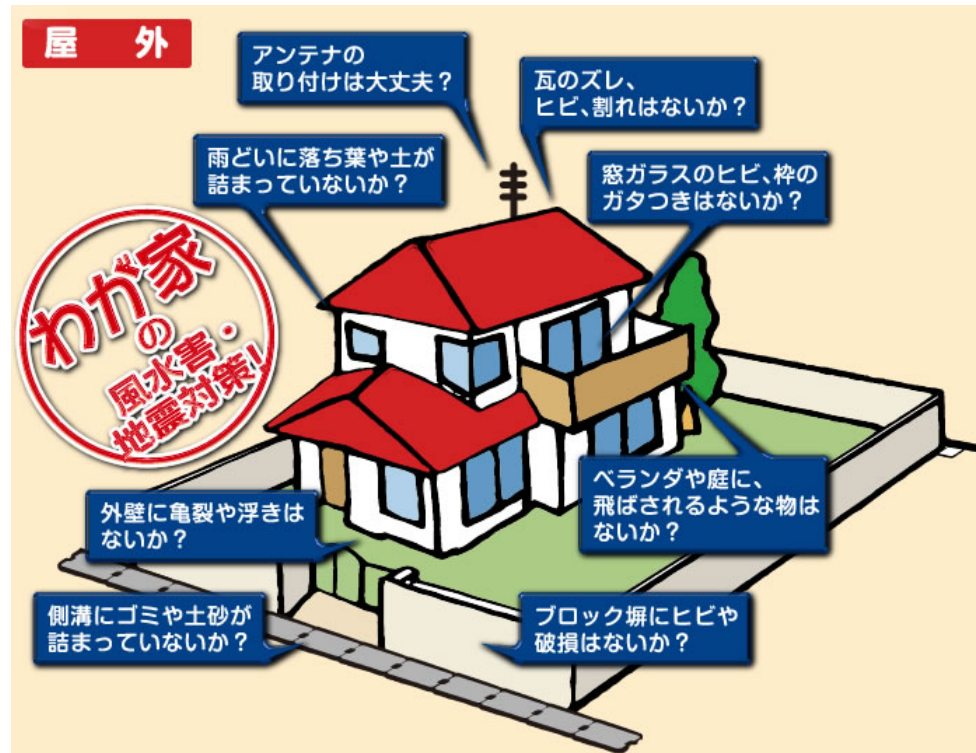 屋 外
アンテナの
取り付けは大丈夫？
瓦のズレ、
ヒビ、割れはないか？
雨どいに落ち葉や土が
詰まっていないか？
窓ガラスのヒビ、枠の
ガタつきはないか？
わが家
の
風水害・
地震対策!
ベランダや庭に、
飛ばされるような物は
ないか？
外壁に亀裂や浮きは
ないか？
側溝にゴミや土砂が
詰まっていないか？
ブロック塀にヒビや
破損はないか？